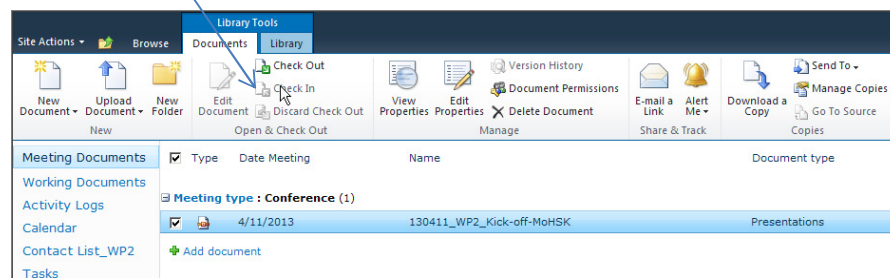 Library Tools
Site Actions Browse Documents Library
New Document
Upload Document
New Folder
New
Edit Document
Check Out
Check In
Discard Check Out
Open & Check Out
View Properties
Edit Properties
Version History
Document Permissions
Delete Document
Manage
E-mail a Link
Alert Me
Share & Track
Download a Copy
Send To
Manage Copies
Go To Source
Copies
Meeting Documents
Working Documents
Activity Logs
Calendar
Contact List_WP2
Tasks
Type Date Meeting Name Document type
Meeting type : Conference (1)
4/11/2013 130411_WP2_Kick-off-MoHSK Presentations
Add document